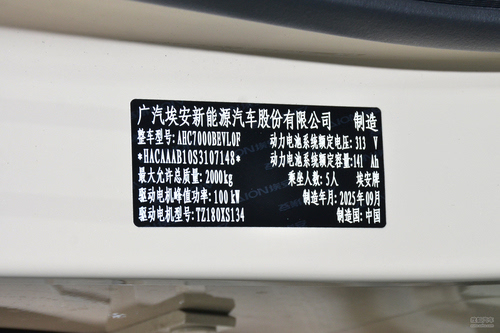 广汽埃安新能源汽车股份有限公司 制造
整车型号: AHC7000BEVL0F 动力电池系统额定电压: 313 V
*HACAAAB10S3107148* 动力电池系统额定容量: 141 Ah
最大允许总质量: 2000kg 乘坐人数: 5人 埃安牌
驱动电机峰值功率: 100 kW 制造年月: 2025年09月
驱动电机型号: TZ180XS134 制造国: 中国